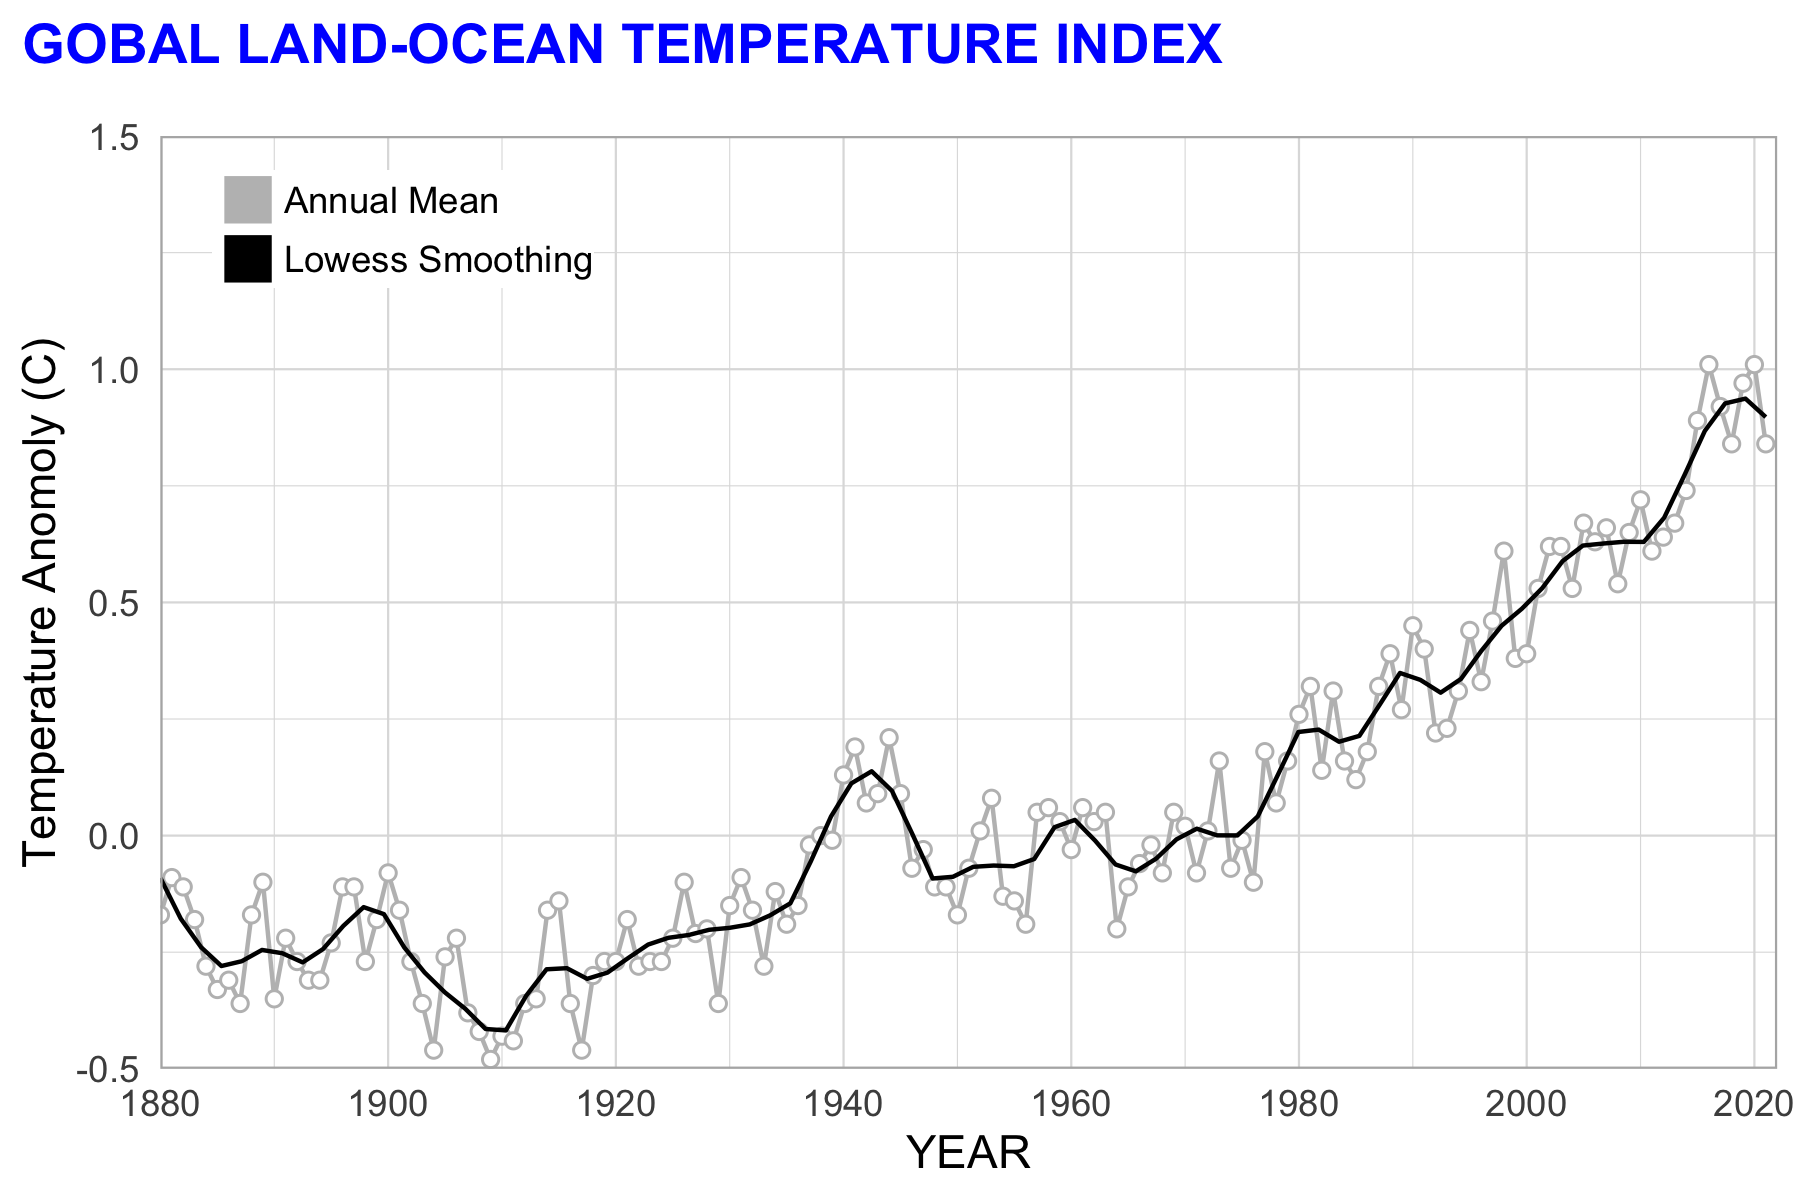 GOBAL LAND-OCEAN TEMPERATURE INDEX
1.5
Annual Mean
Lowess Smoothing
1.0
Temperature Anomoly (C)
0.5
0.0
-0.5
1880 1900 1920 1940 1960 1980 2000 2020
YEAR